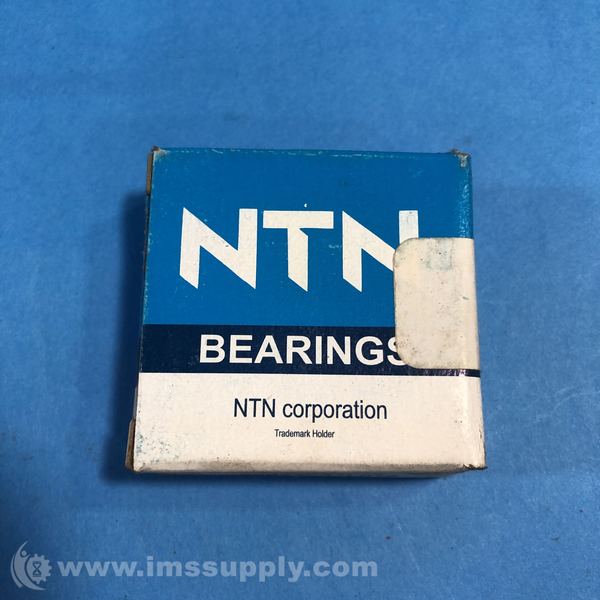 NTN
BEARINGS
NTN corporation
Trademark Holder
www.imssupply.com